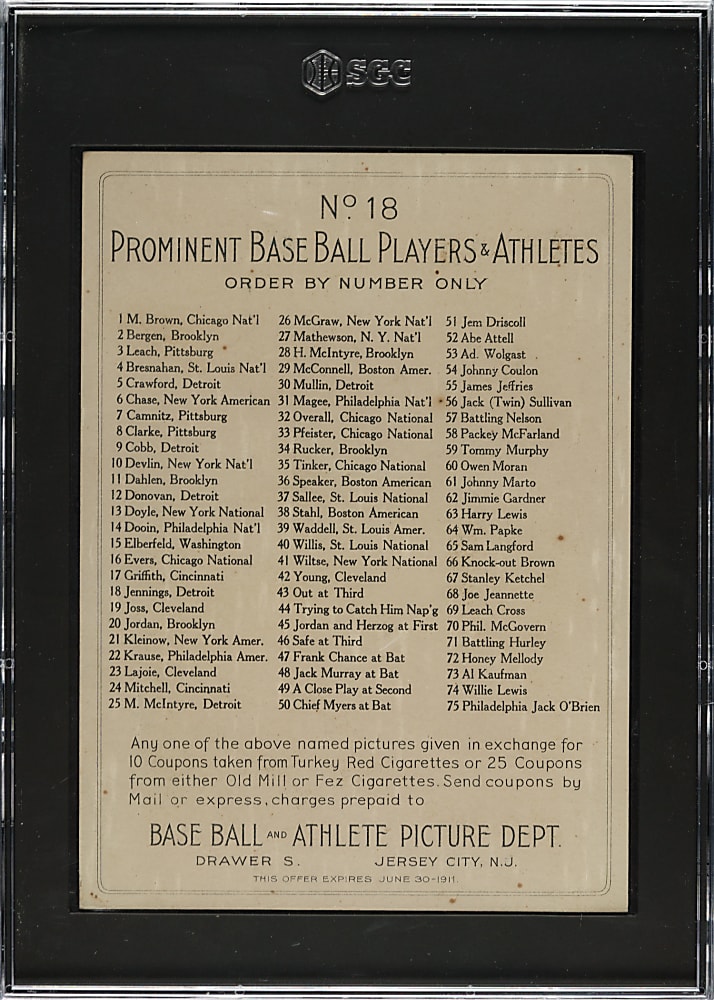 SGC
Nº 18
PROMINENT BASE BALL PLAYERS & ATHLETES
ORDER BY NUMBER ONLY
1 M. Brown, Chicago Nat'l
2 Bergen, Brooklyn
3 Leach, Pittsburg
4 Bresnahan, St. Louis Nat'l
5 Crawford, Detroit
6 Chase, New York American
7 Camnitz, Pittsburg
8 Clarke, Pittsburg
9 Cobb, Detroit
10 Devlin, New York Nat'l
11 Dahlen, Brooklyn
12 Donovan, Detroit
13 Doyle, New York National
14 Dooin, Philadelphia Nat'l
15 Elberfeld, Washington
16 Evers, Chicago National
17 Griffith, Cincinnati
18 Jennings, Detroit
19 Joss, Cleveland
20 Jordan, Brooklyn
21 Kleinow, New York Amer.
22 Krause, Philadelphia Amer.
23 Lajoie, Cleveland
24 Mitchell, Cincinnati
25 M. McIntyre, Detroit
26 McGraw, New York Nat'l
27 Mathewson, N. Y. Nat'l
28 H. McIntyre, Brooklyn
29 McConnell, Boston Amer.
30 Mullin, Detroit
31 Magee, Philadelphia Nat'l
32 Overall, Chicago National
33 Pfeister, Chicago National
34 Rucker, Brooklyn
35 Tinker, Chicago National
36 Speaker, Boston American
37 Sallee, St. Louis National
38 Stahl, Boston American
39 Waddell, St. Louis Amer.
40 Willis, St. Louis National
41 Wiltse, New York National
42 Young, Cleveland
43 Out at Third
44 Trying to Catch Him Nap'g
45 Jordan and Herzog at First
46 Safe at Third
47 Frank Chance at Bat
48 Jack Murray at Bat
49 A Close Play at Second
50 Chief Myers at Bat
51 Jem Driscoll
52 Abe Attell
53 Ad. Wolgast
54 Johnny Coulon
55 James Jeffries
56 Jack (Twin) Sullivan
57 Battling Nelson
58 Packey McFarland
59 Tommy Murphy
60 Owen Moran
61 Johnny Marto
62 Jimmie Gardner
63 Harry Lewis
64 Wm. Papke
65 Sam Langford
66 Knock-out Brown
67 Stanley Ketchel
68 Joe Jeannette
69 Leach Cross
70 Phil. McGovern
71 Battling Hurley
72 Honey Mellody
73 Al Kaufman
74 Willie Lewis
75 Philadelphia Jack O'Brien
Any one of the above named pictures given in exchange for
10 Coupons taken from Turkey Red Cigarettes or 25 Coupons
from either Old Mill or Fez Cigarettes. Send coupons by
Mail or express, charges prepaid to
BASE BALL AND ATHLETE PICTURE DEPT.
DRAWER S. JERSEY CITY, N.J.
THIS OFFER EXPIRES JUNE 30-1911.